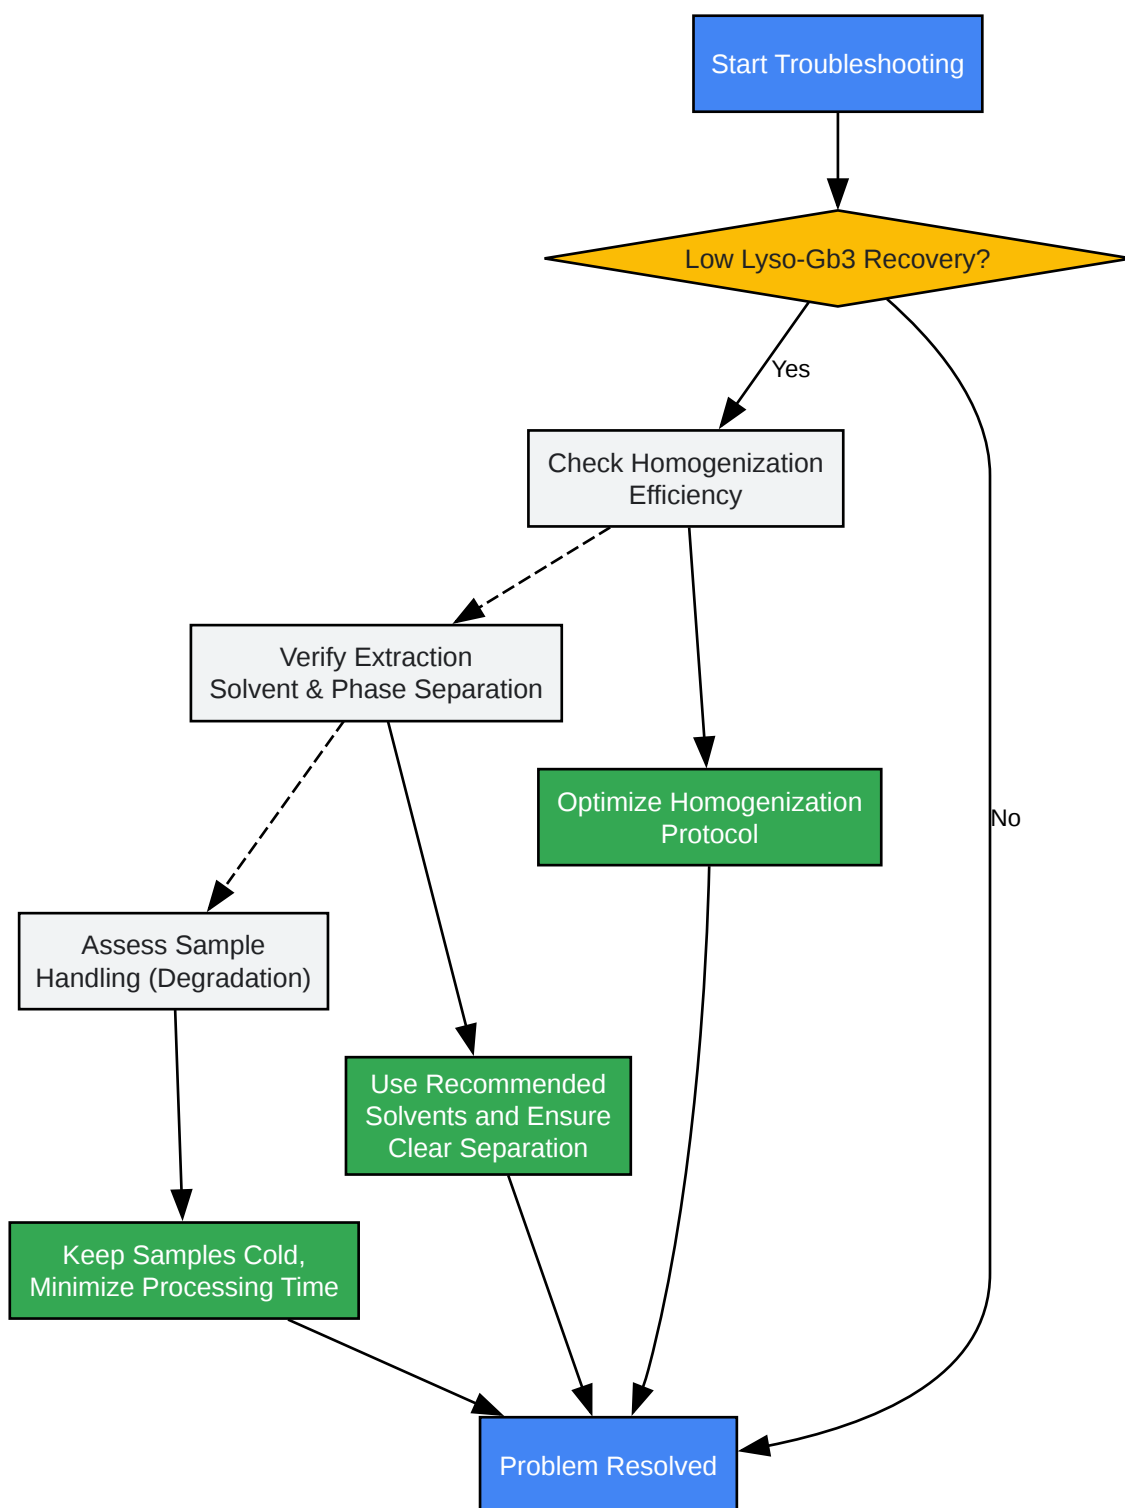 Start Troubleshooting
Low Lyso-Gb3 Recovery?
Yes
Check Homogenization
Efficiency
Verify Extraction
Solvent & Phase Separation
Optimize Homogenization
Protocol
No
Assess Sample
Handling (Degradation)
Use Recommended
Solvents and Ensure
Clear Separation
Keep Samples Cold,
Minimize Processing Time
Problem Resolved